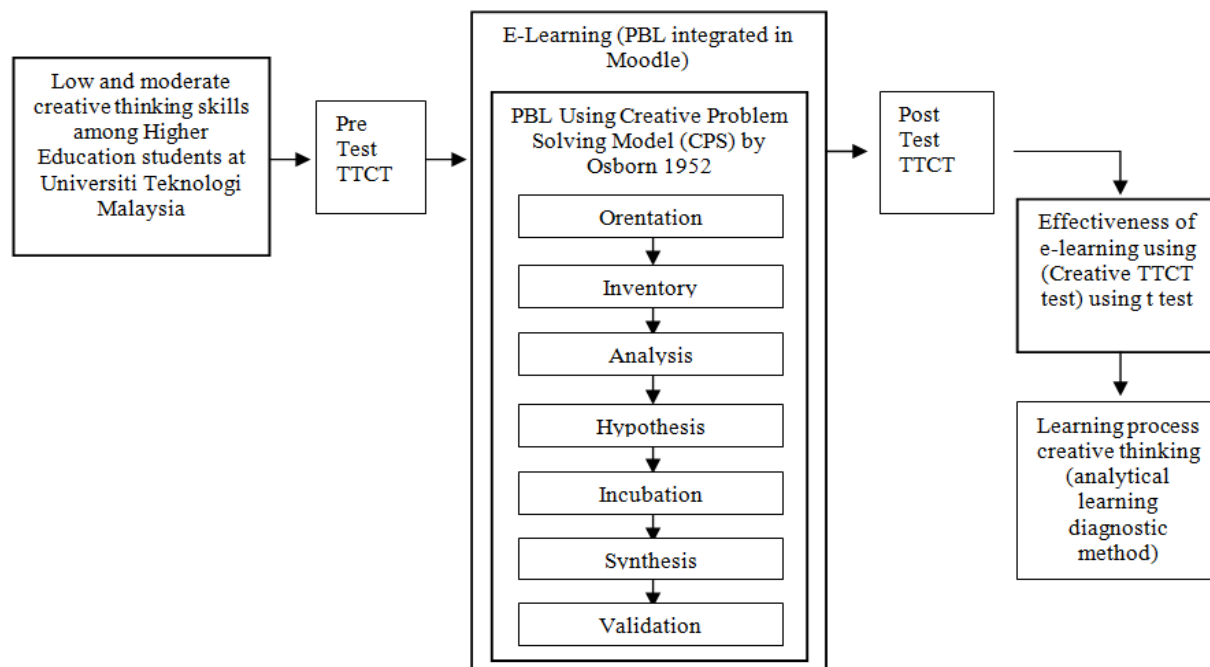 Low and moderate
creative thinking skills
among Higher
Education students at
Universiti Teknologi
Malaysia
Pre
Test
TTCT
E-Learning (PBL integrated in
Moodle)
PBL Using Creative Problem
Solving Model (CPS) by
Osborn 1952
Orentation
Inventory
Analysis
Hypothesis
Incubation
Synthesis
Validation
Post
Test
TTCT
Effectiveness of
e-learning using
(Creative TTCT
test) using t test
Learning process
creative thinking
(analytical
learning
diagnostic
method)